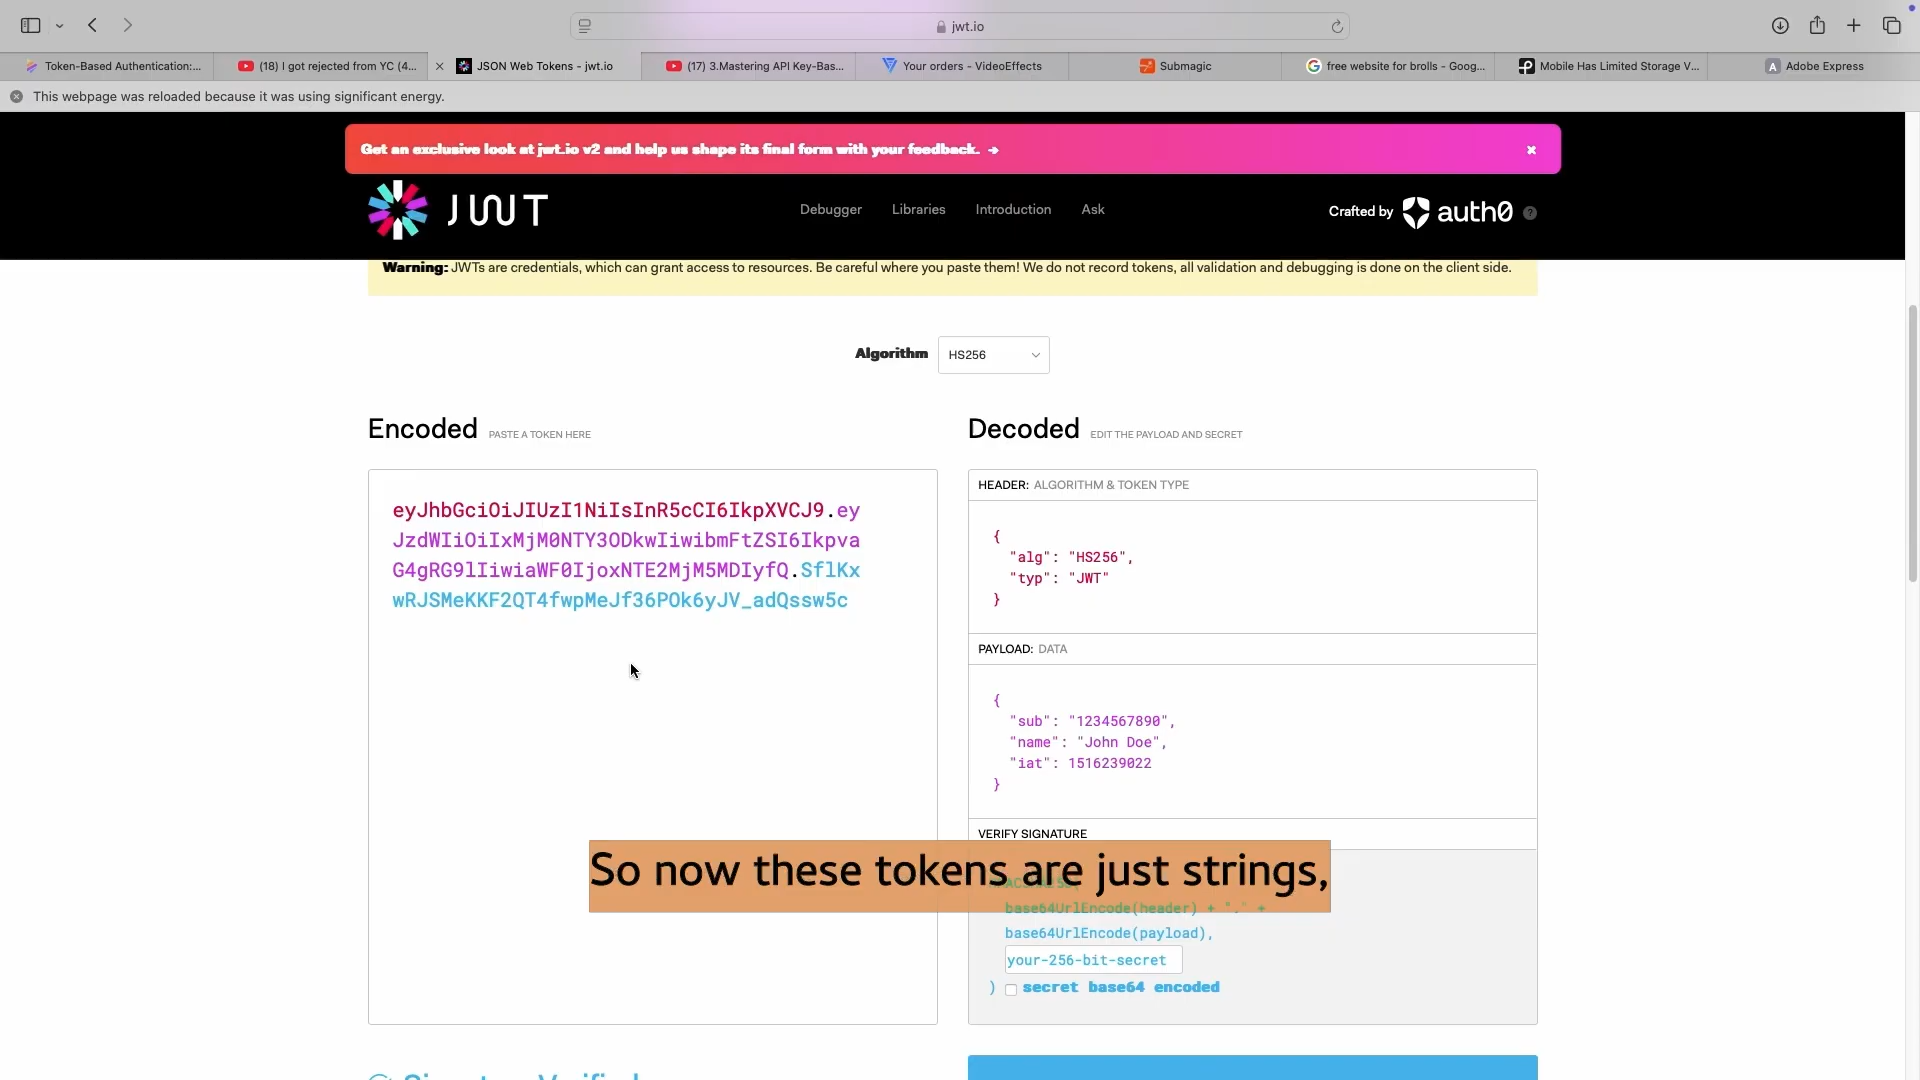 jwt.io
Token-Based Authentication:...
(18) I got rejected from YC (4...
JSON Web Tokens - jwt.io
(17) 3.Mastering API Key-Bas...
Your orders - VideoEffects
Submagic
free website for brolls - Goog...
Mobile Has Limited Storage V...
Adobe Express
This webpage was reloaded because it was using significant energy.
Get an exclusive look at jwt.io v2 and help us shape its final form with your feedback. →
JWT
Debugger
Libraries
Introduction
Ask
Crafted by auth0
Warning: JWTs are credentials, which can grant access to resources. Be careful where you paste them! We do not record tokens, all validation and debugging is done on the client side.
Algorithm HS256
Encoded PASTE A TOKEN HERE
eyJhbGciOiJIUzI1NiIsInR5cCI6IkpXVCJ9.ey
JzdWIiOiIxMjM0NTY3ODkwIiwibmFtZSI6Ikpva
G4gRG9lIiwiaWF0IjoxNTE2MjM5MDIyfQ.SflKx
wRJSMeKKF2QT4fwpMeJf36POk6yJV_adQssw5c
Decoded EDIT THE PAYLOAD AND SECRET
HEADER: ALGORITHM & TOKEN TYPE
{
"alg": "HS256",
"typ": "JWT"
}
PAYLOAD: DATA
{
"sub": "1234567890",
"name": "John Doe",
"iat": 1516239022
}
VERIFY SIGNATURE
So now these tokens are just strings,
base64UrlEncode(header) + "." +
base64UrlEncode(payload),
your-256-bit-secret
) secret base64 encoded